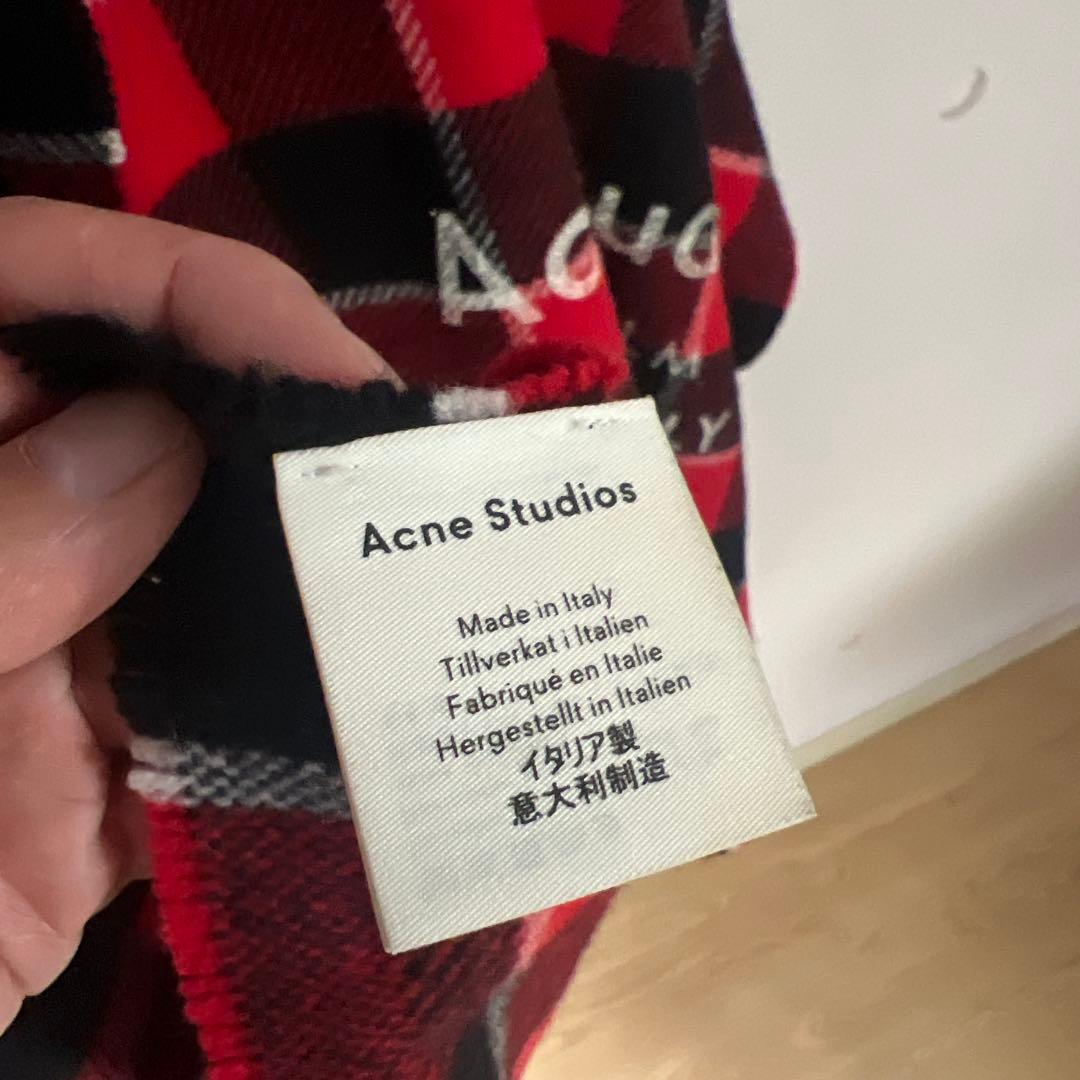 Acne
Acne Studios
Made in Italy
Tillverkat i Italien
Fabriqué en Italie
Hergestellt in Italien
イタリア製
意大利制造